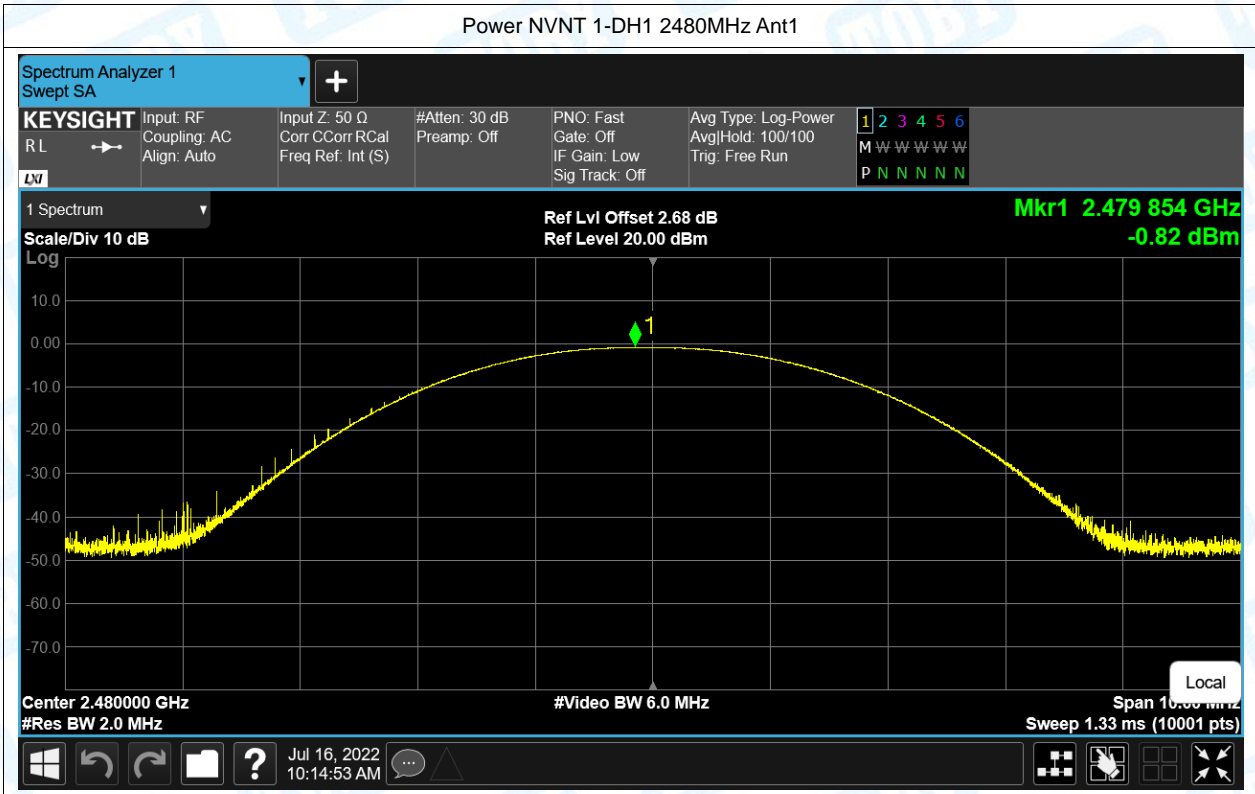 Power NVNT 1-DH1 2480MHz Ant1
Spectrum Analyzer 1
Swept SA
KEYSIGHT
R L
LXI
Input: RF
Coupling: AC
Align: Auto
Input Z: 50 Ω
Corr CCorr RCal
Freq Ref: Int (S)
#Atten: 30 dB
Preamp: Off
PNO: Fast
Gate: Off
IF Gain: Low
Sig Track: Off
Avg Type: Log-Power
Avg|Hold: 100/100
Trig: Free Run
1 2 3 4 5 6
M W W W W W
P N N N N N
1 Spectrum
Scale/Div 10 dB
Ref Lvl Offset 2.68 dB
Ref Level 20.00 dBm
Mkr1 2.479 854 GHz
-0.82 dBm
Log
10.0
0.00
-10.0
-20.0
-30.0
-40.0
-50.0
-60.0
-70.0
1
Center 2.480000 GHz
#Res BW 2.0 MHz
#Video BW 6.0 MHz
Local
Span 10.00 MHz
Sweep 1.33 ms (10001 pts)
?
Jul 16, 2022
10:14:53 AM